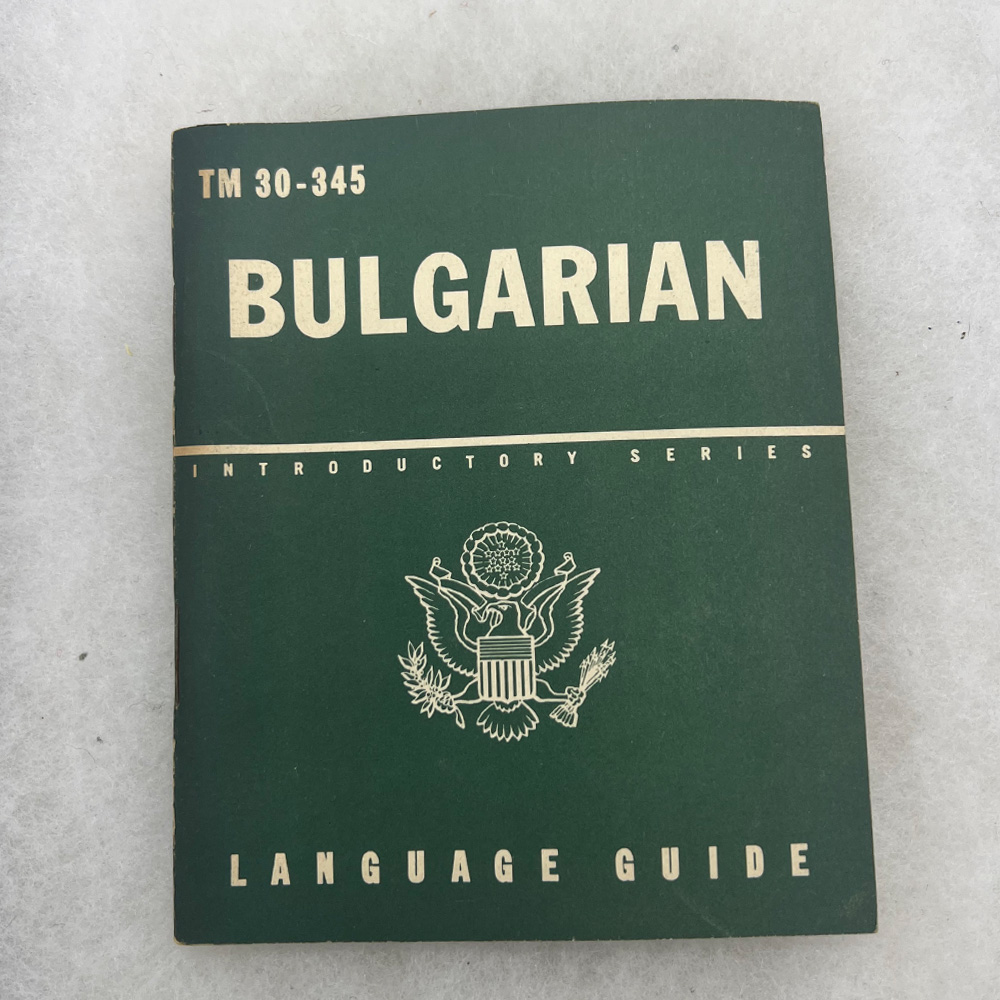 TM 30-345
BULGARIAN
INTRODUCTORY SERIES
LANGUAGE GUIDE